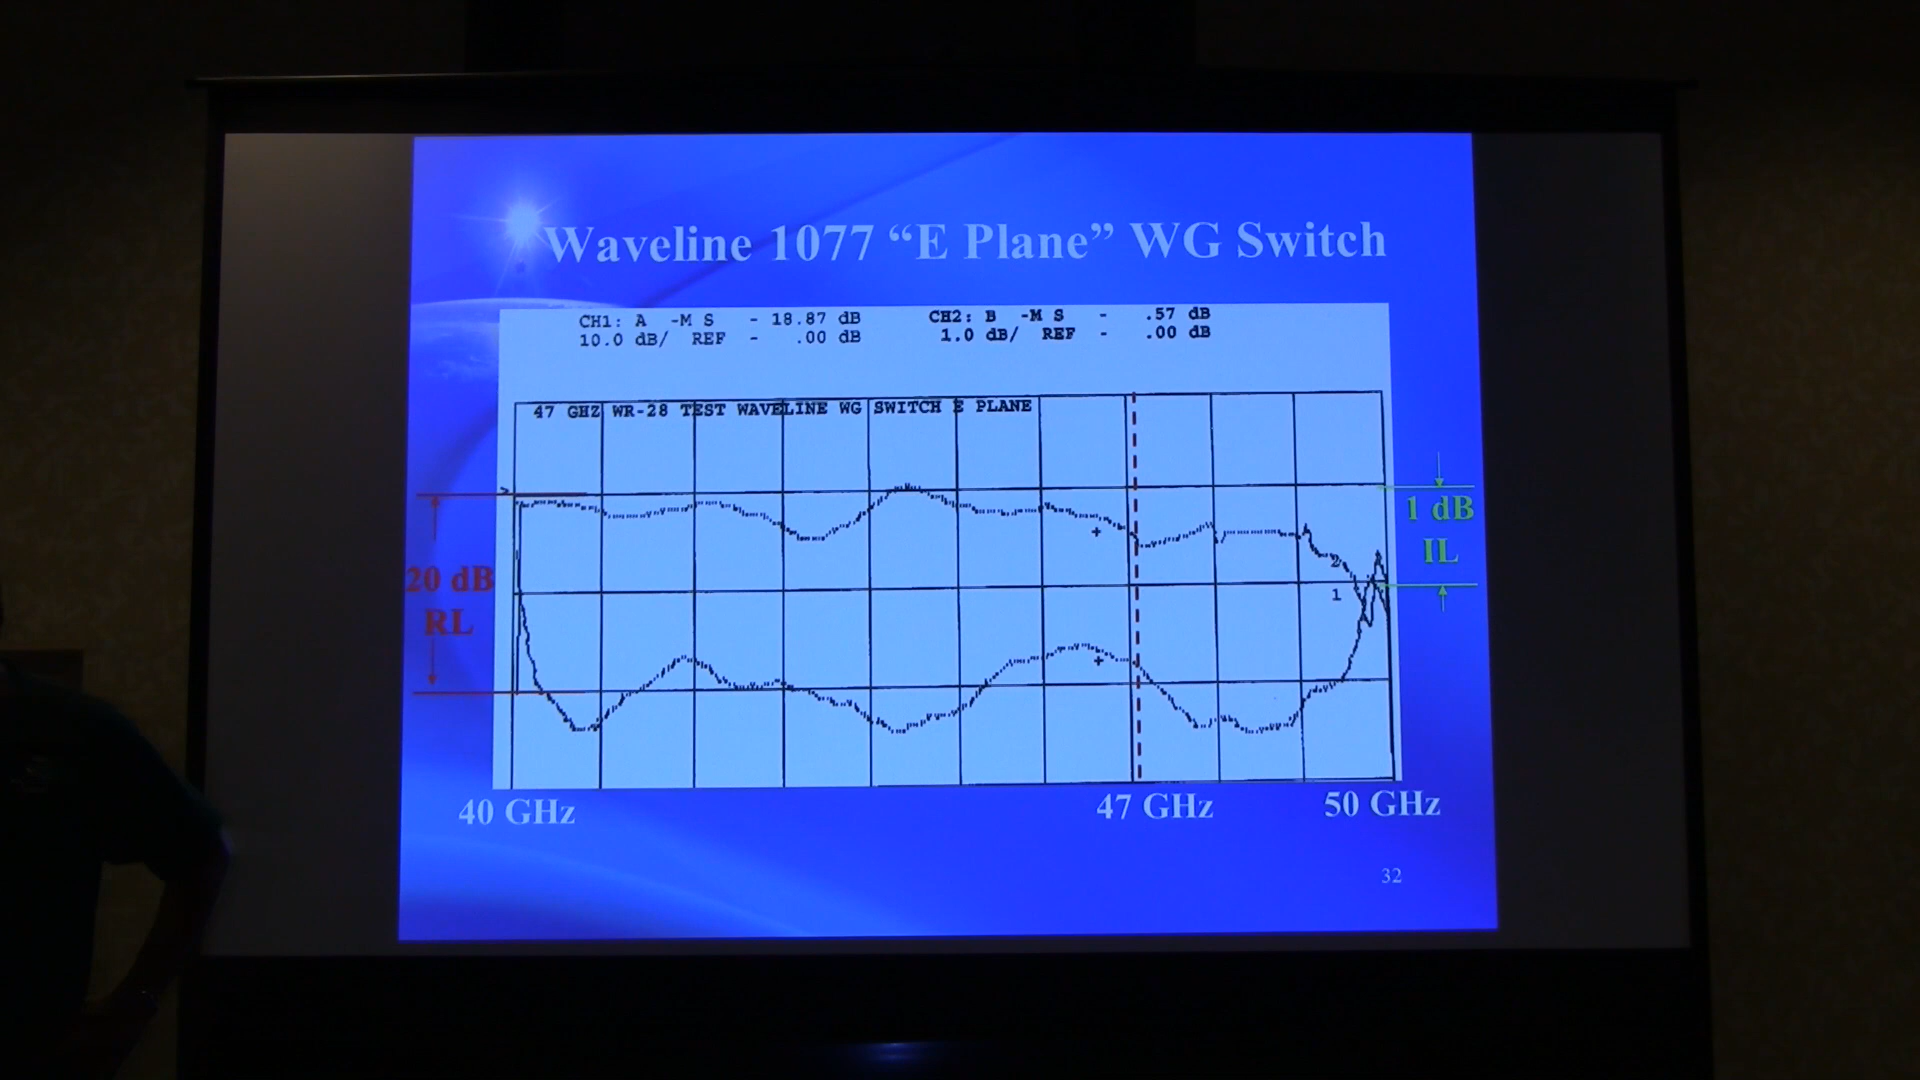 Waveline 1077 “E Plane” WG Switch
CH1: A -M S - 18.87 dB
10.0 dB/ REF - .00 dB
CH2: B -M S - .57 dB
1.0 dB/ REF - .00 dB
47 GHZ WR-28 TEST WAVELINE WG SWITCH E PLANE
>
20 dB
RL
1 dB
IL
2
1
40 GHz
47 GHz
50 GHz
32